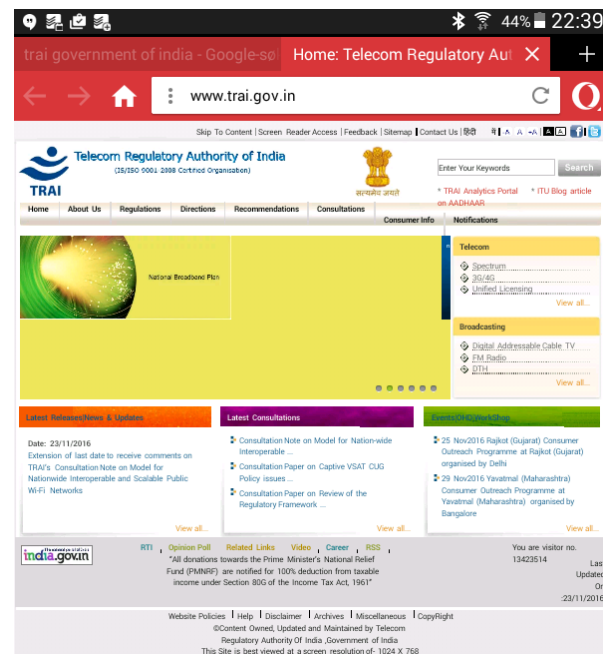 44% 22:39
trai government of india - Google-søl
Home: Telecom Regulatory Aut
www.trai.gov.in
Skip To Content | Screen Reader Access | Feedback | Sitemap | Contact Us | हिंदी
A A A A A
Telecom Regulatory Authority of India
(IS/ISO 9001-2008 Certified Organisation)
TRAI
सत्यमेव जयते
Enter Your Keywords
Search
* TRAI Analytics Portal * ITU Blog article
on AADHAAR
Home About Us Regulations Directions Recommendations Consultations
Consumer Info Notifications
National Broadband Plan
Telecom
Spectrum
3G/4G
Unified Licensing
View all...
Broadcasting
Digital Addressable Cable TV
FM Radio
DTH
View all...
Latest Releases|News & Updates
Date: 23/11/2016
Extension of last date to receive comments on
TRAI's Consultation Note on Model for
Nationwide Interoperable and Scalable Public
Wi-Fi Networks
View all...
Latest Consultations
Consultation Note on Model for Nation-wide
Interoperable ...
Consultation Paper on Captive VSAT CUG
Policy issues ...
Consultation Paper on Review of the
Regulatory Framework ...
View all...
Events|OHD|WorkShop
25 Nov2016 Rajkot (Gujarat) Consumer
Outreach Programme at Rajkot (Gujarat)
organised by Delhi
29 Nov2016 Yavatmal (Maharashtra)
Consumer Outreach Programme at
Yavatmal (Maharashtra) organised by
Bangalore
View all...
india.gov.in
RTI Opinion Poll Related Links Video Career RSS
"All donations towards the Prime Minister's National Relief
Fund (PMNRF) are notified for 100% deduction from taxable
income under Section 80G of the Income Tax Act, 1961"
You are visitor no.
13423514
Las
Updated
On
:23/11/2016
Website Policies | Help | Disclaimer | Archives | Miscellaneous | CopyRight
©Content Owned, Updated and Maintained by Telecom
Regulatory Authority Of India ,Government of India
This Site is best viewed at a screen resolution of- 1024 X 768